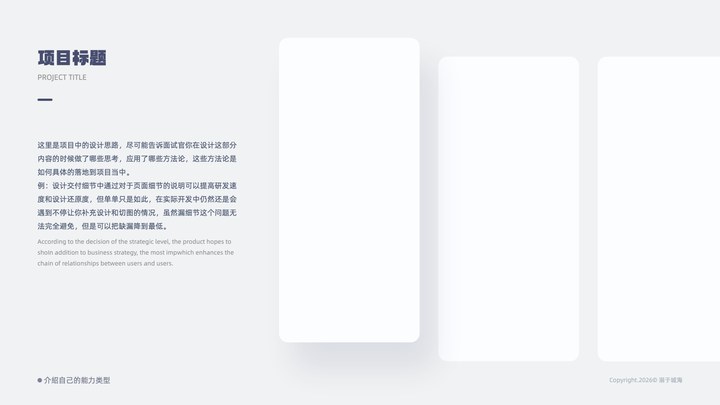 项目标题
PROJECT TITLE
这里是项目中的设计思路，尽可能告诉面试官你在设计这部分
内容的时候做了哪些思考，应用了哪些方法论，这些方法论是
如何具体的落地到项目当中。
例：设计交付细节中通过对于页面细节的说明可以提高研发速
度和设计还原度，但单单只是如此，在实际开发中仍然还是会
遇到不停让你补充设计和切图的情况，虽然漏细节这个问题无
法完全避免，但是可以把缺漏降到最低。
According to the decision of the strategic level, the product hopes to
shoin addition to business strategy, the most impwhich enhances the
chain of relationships between users and users.
介绍自己的能力类型
Copyright.2026©